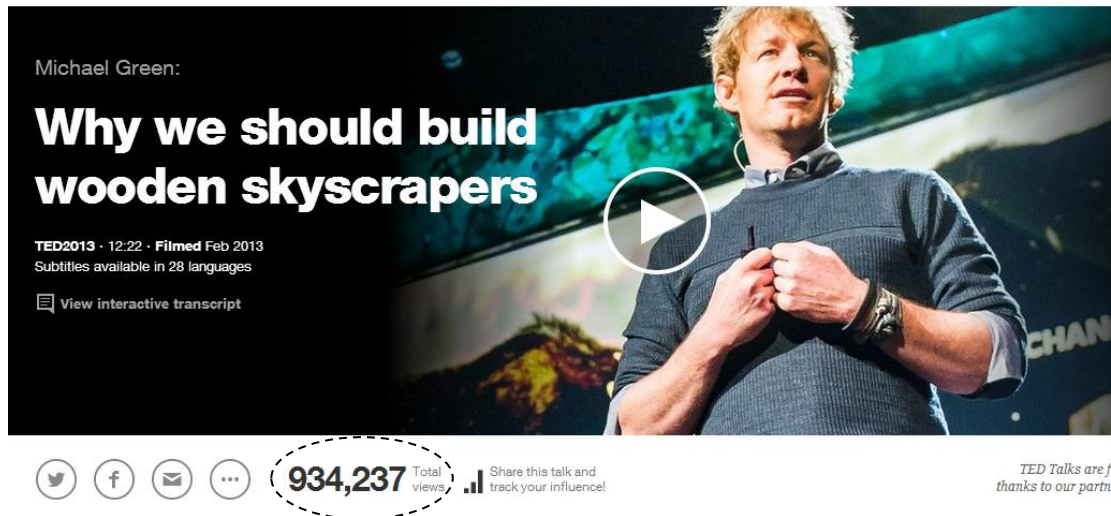 Michael Green:
Why we should build
wooden skyscrapers
TED2013 · 12:22 · Filmed Feb 2013
Subtitles available in 28 languages
View interactive transcript
CHAN
934,237 Total
views
Share this talk and
track your influence!
TED Talks are f
thanks to our partn